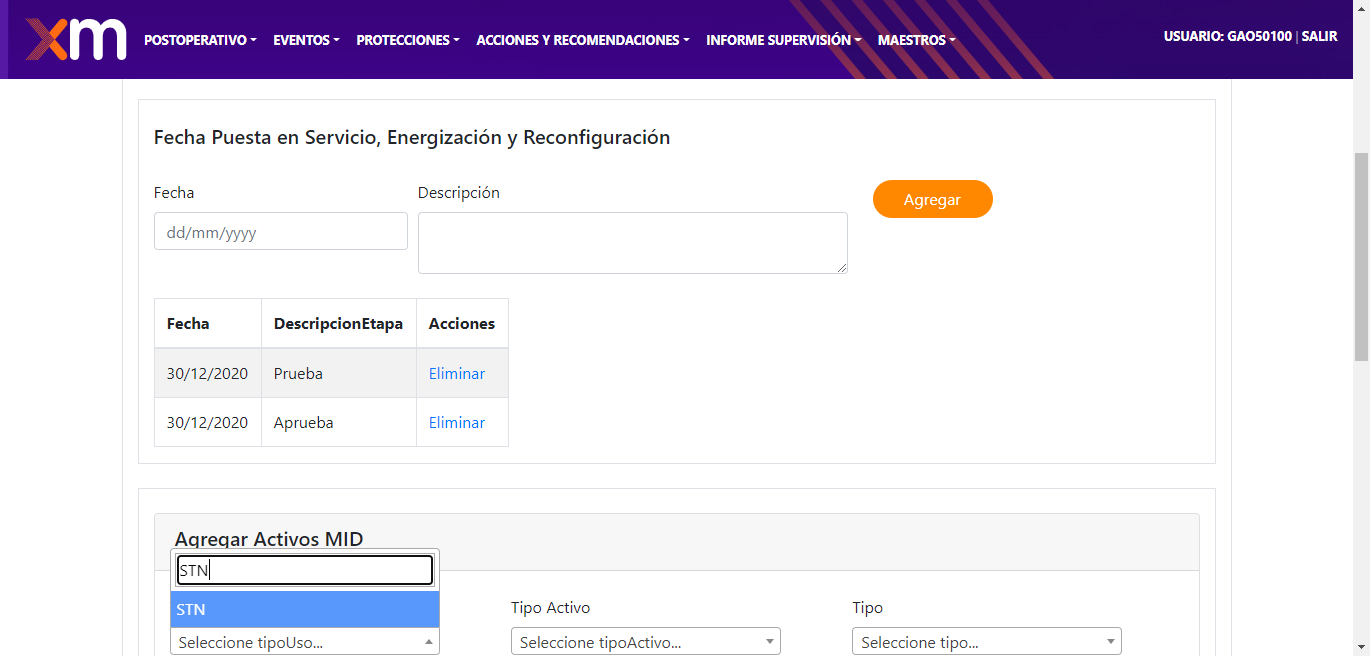 xm POSTOPERATIVO EVENTOS PROTECCIONES ACCIONES Y RECOMENDACIONES INFORME SUPERVISIÓN MAESTROS USUARIO: GAO50100 | SALIR
Fecha Puesta en Servicio, Energización y Reconfiguración
Fecha Descripción Agregar
dd/mm/yyyy
Fecha DescripcionEtapa Acciones
30/12/2020 Prueba Eliminar
30/12/2020 Aprueba Eliminar
Agregar Activos MID
STN
STN
Tipo Activo Tipo
Seleccione tipoUso... Seleccione tipoActivo... Seleccione tipo...